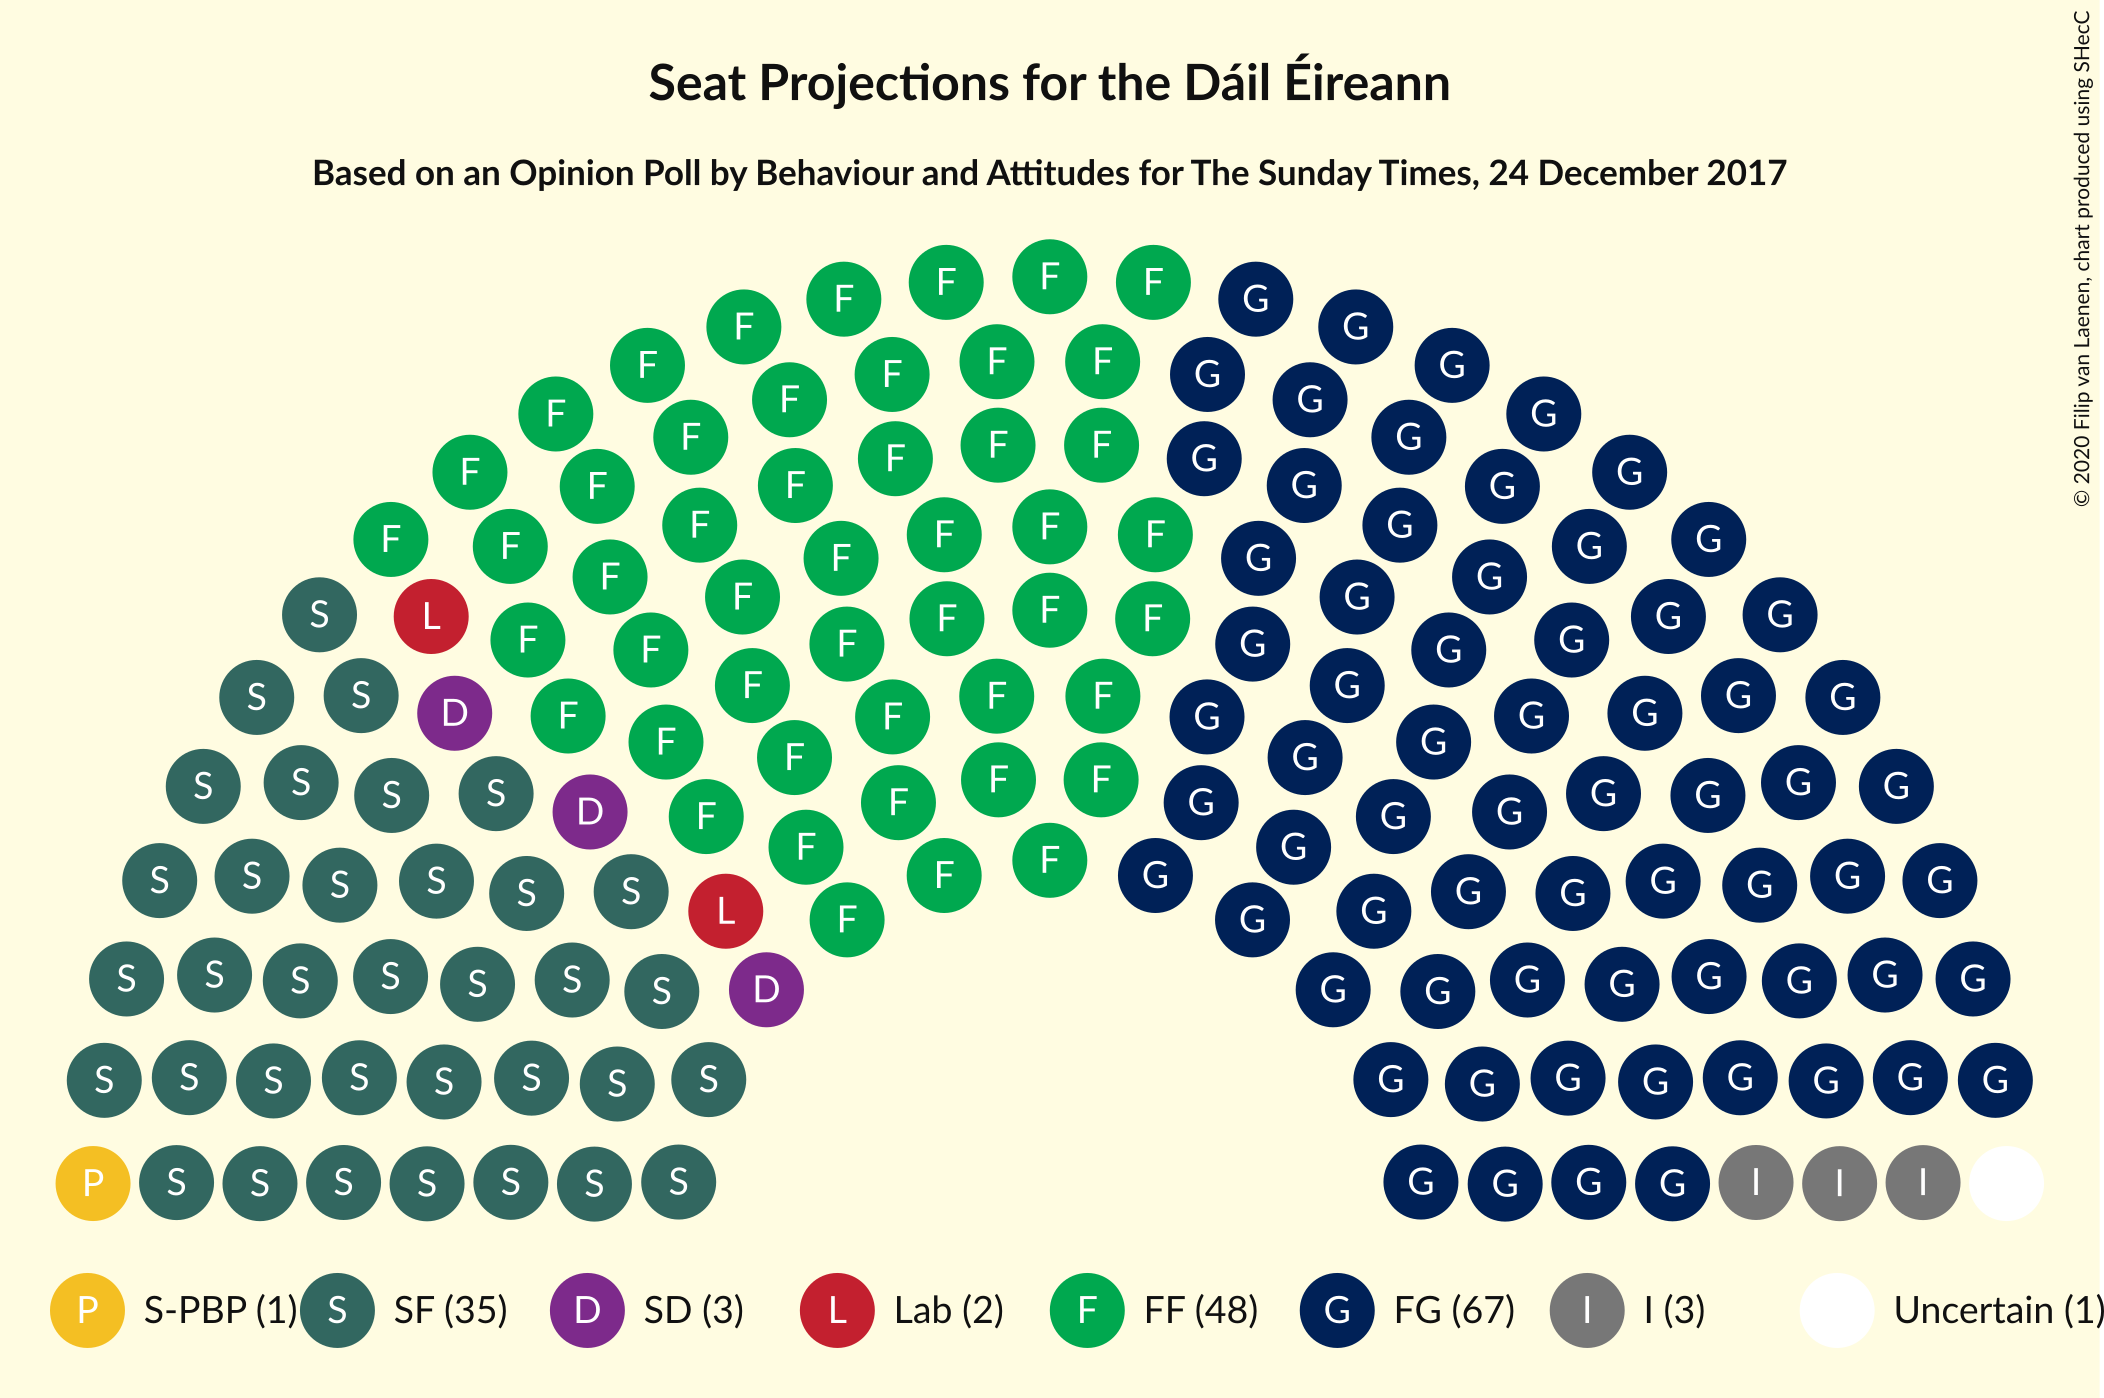 Seat Projections for the Dáil Éireann
Based on an Opinion Poll by Behaviour and Attitudes for The Sunday Times, 24 December 2017
© 2020 Filip van Laenen, chart produced using SHecC
F F F F F
F F G G
F F F F G G
F F F G G
F F F F G G
F F F G G
F F F F G G
F F F G G
S L F F F F F G G G G G
S S D F F F F F G G G G G
S S S S D F F F F F G G G G G G G
S S S S S S L F F F G G G G G G G G G
S S S S S S S D G G G G G G G G
S S S S S S S S G G G G G G G G
P S S S S S S S G G G G I I I
P S-PBP (1) S SF (35) D SD (3) L Lab (2) F FF (48) G FG (67) I I (3) Uncertain (1)